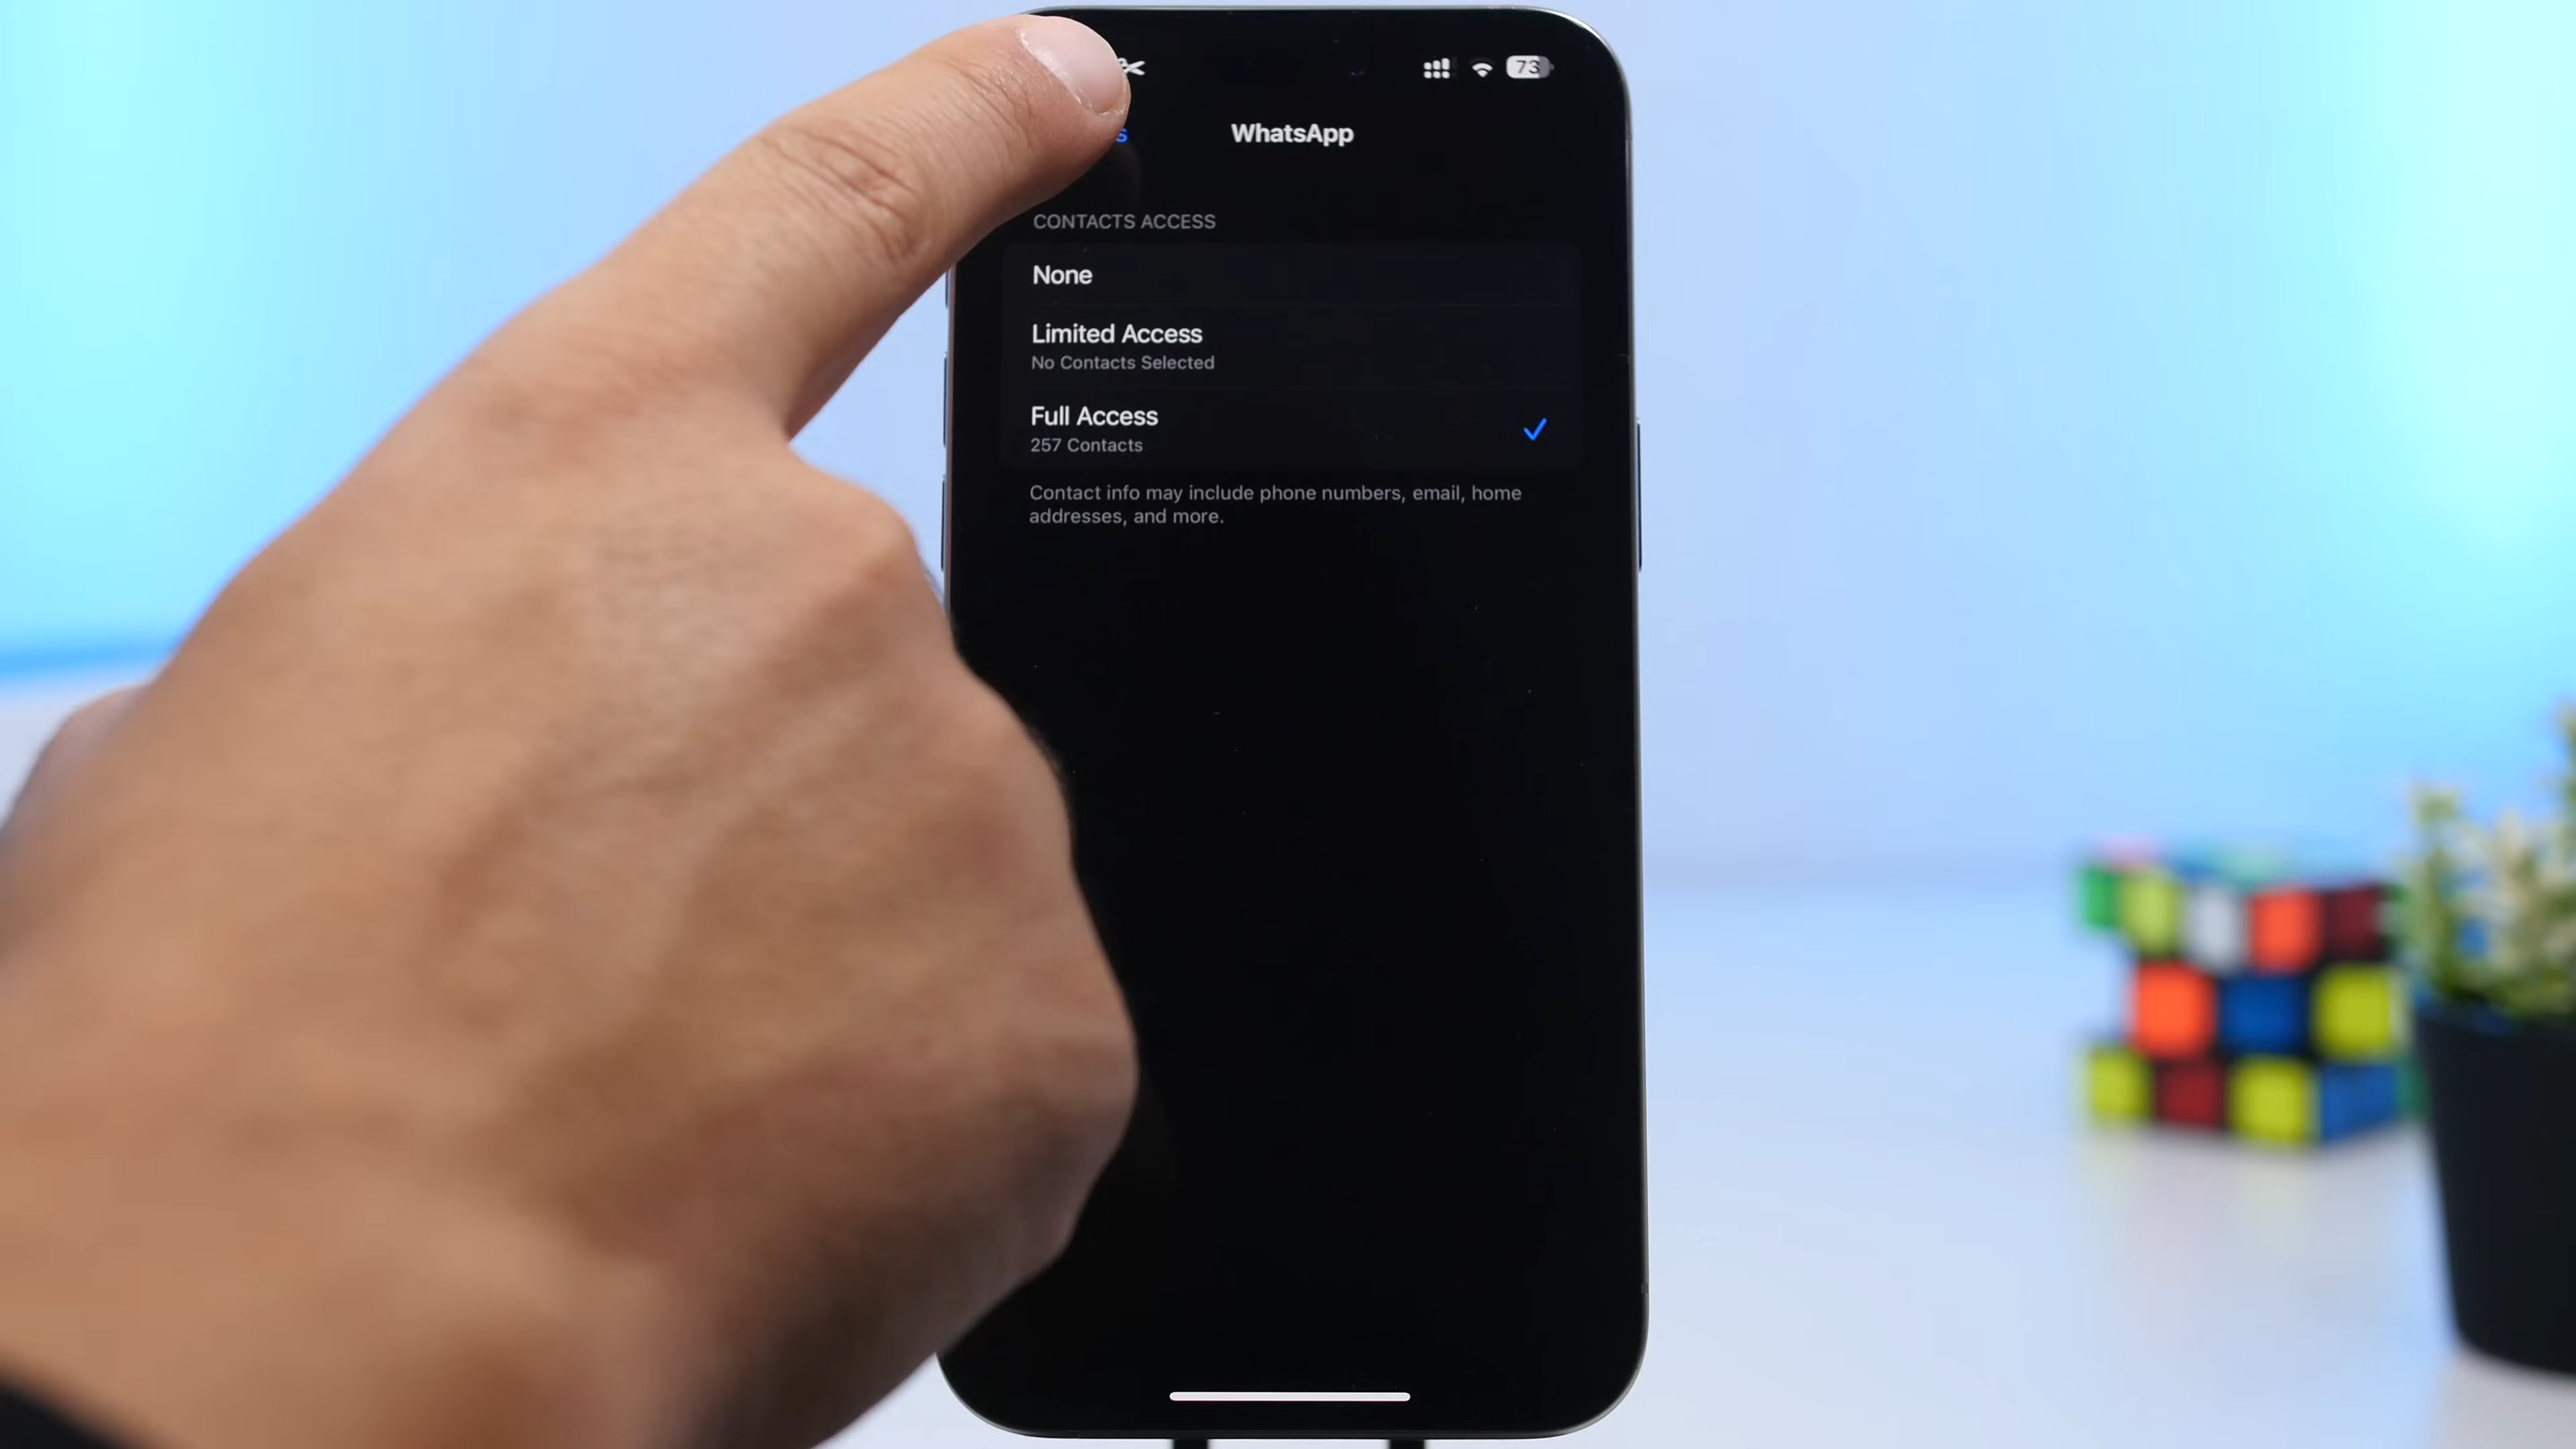 73
WhatsApp
CONTACTS ACCESS
None
Limited Access
No Contacts Selected
Full Access
257 Contacts
Contact info may include phone numbers, email, home
addresses, and more.